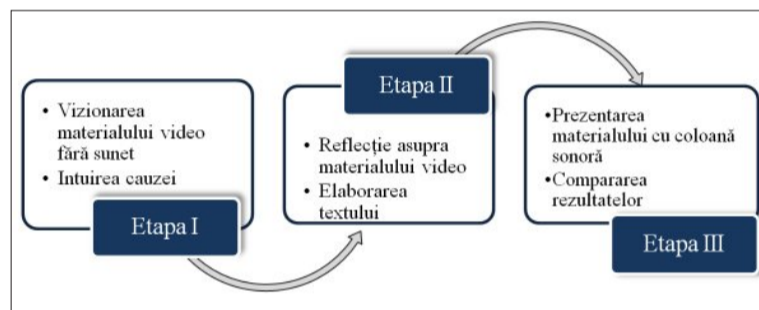 • Vizionarea
materialului video
fără sunet
• Intuirea cauzei
Etapa I
Etapa II
• Reflecție asupra
materialului video
• Elaborarea
textului
•Prezentarea
materialului cu coloană
sonoră
•Compararea
rezultatelor
Etapa III